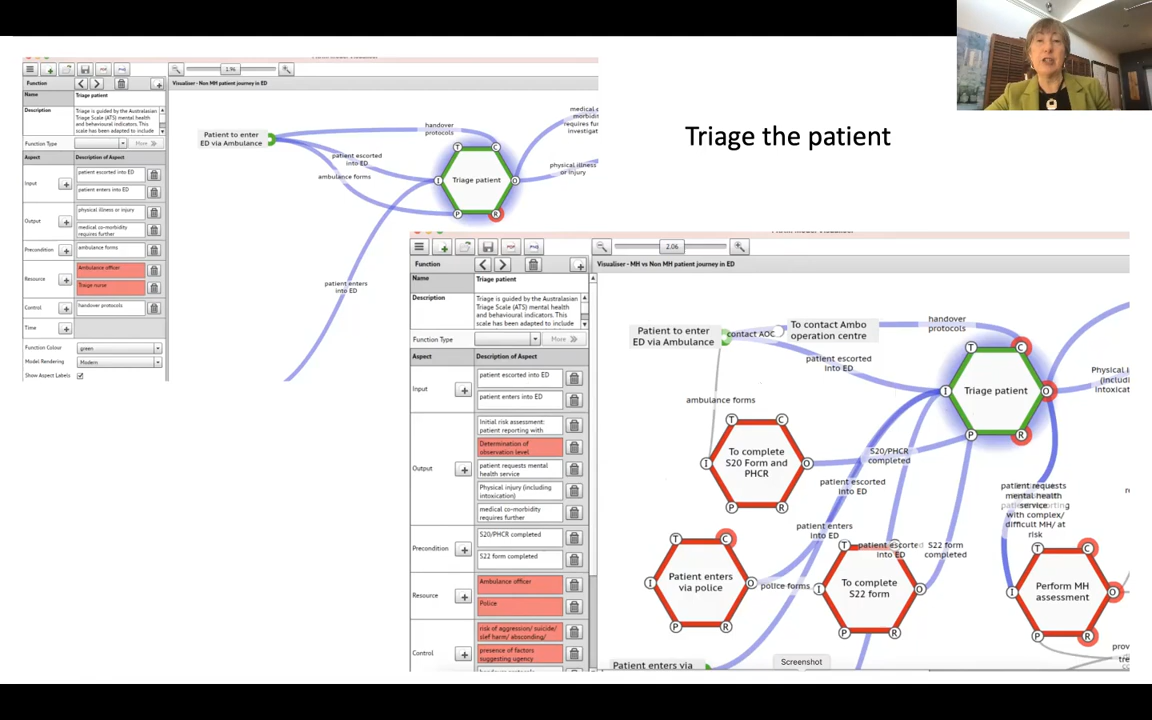 Triage the patient
1.96
Function
Visualiser - Non MH patient journey in ED
Name
Triage patient
Description
Triage is guided by the Australasian
Triage Scale (ATS) mental health
and behavioural indicators. This
scale has been adapted to include
Function Type
More
Aspect
Description of Aspect
Input
patient escorted into ED
patient enters into ED
Output
physical illness or injury
medical co-morbidity
requires further
Precondition
ambulance forms
Resource
Ambulance officer
Triage nurse
Control
handover protocols
Time
Function Colour
green
Model Rendering
Modern
Show Aspect Labels
Patient to enter
ED via Ambulance
handover
protocols
patient escorted
into ED
ambulance forms
patient enters
into ED
T
C
I
Triage patient
O
P
R
physical illness
or injury
2.06
Function
Visualiser - MH vs Non MH patient journey in ED
Name
Triage patient
Description
Triage is guided by the Australasian
Triage Scale (ATS) mental health
and behavioural indicators. This
scale has been adapted to include
Function Type
More
Aspect
Description of Aspect
Input
patient escorted into ED
patient enters into ED
Output
Initial risk assessment:
patient reporting with
Determination of
observation level
patient requests mental
health service
Physical injury (including
intoxication)
medical co-morbidity
requires further
Precondition
S20/PHCR completed
S22 form completed
Resource
Ambulance officer
Police
Control
risk of aggression/ suicide/
slef harm/ absconding/
presence of factors
suggesting urgency
Patient to enter
ED via Ambulance
contact AOC
To contact Ambo
operation centre
handover
protocols
patient escorted
into ED
ambulance forms
T
C
I
Triage patient
O
P
R
T
C
I
To complete
S20 Form and
PHCR
O
P
R
S20/PHCR
completed
patient escorted
into ED
patient enters
into ED
patient requests
mental health
service
with complex/
difficult MH/ at
risk
T
C
I
Patient enters
via police
O
P
R
police forms
patient escorted
into ED
S22 form
completed
T
I
To complete
S22 form
O
P
R
T
C
I
Perform MH
assessment
O
P
R
Patient enters via
Screenshot